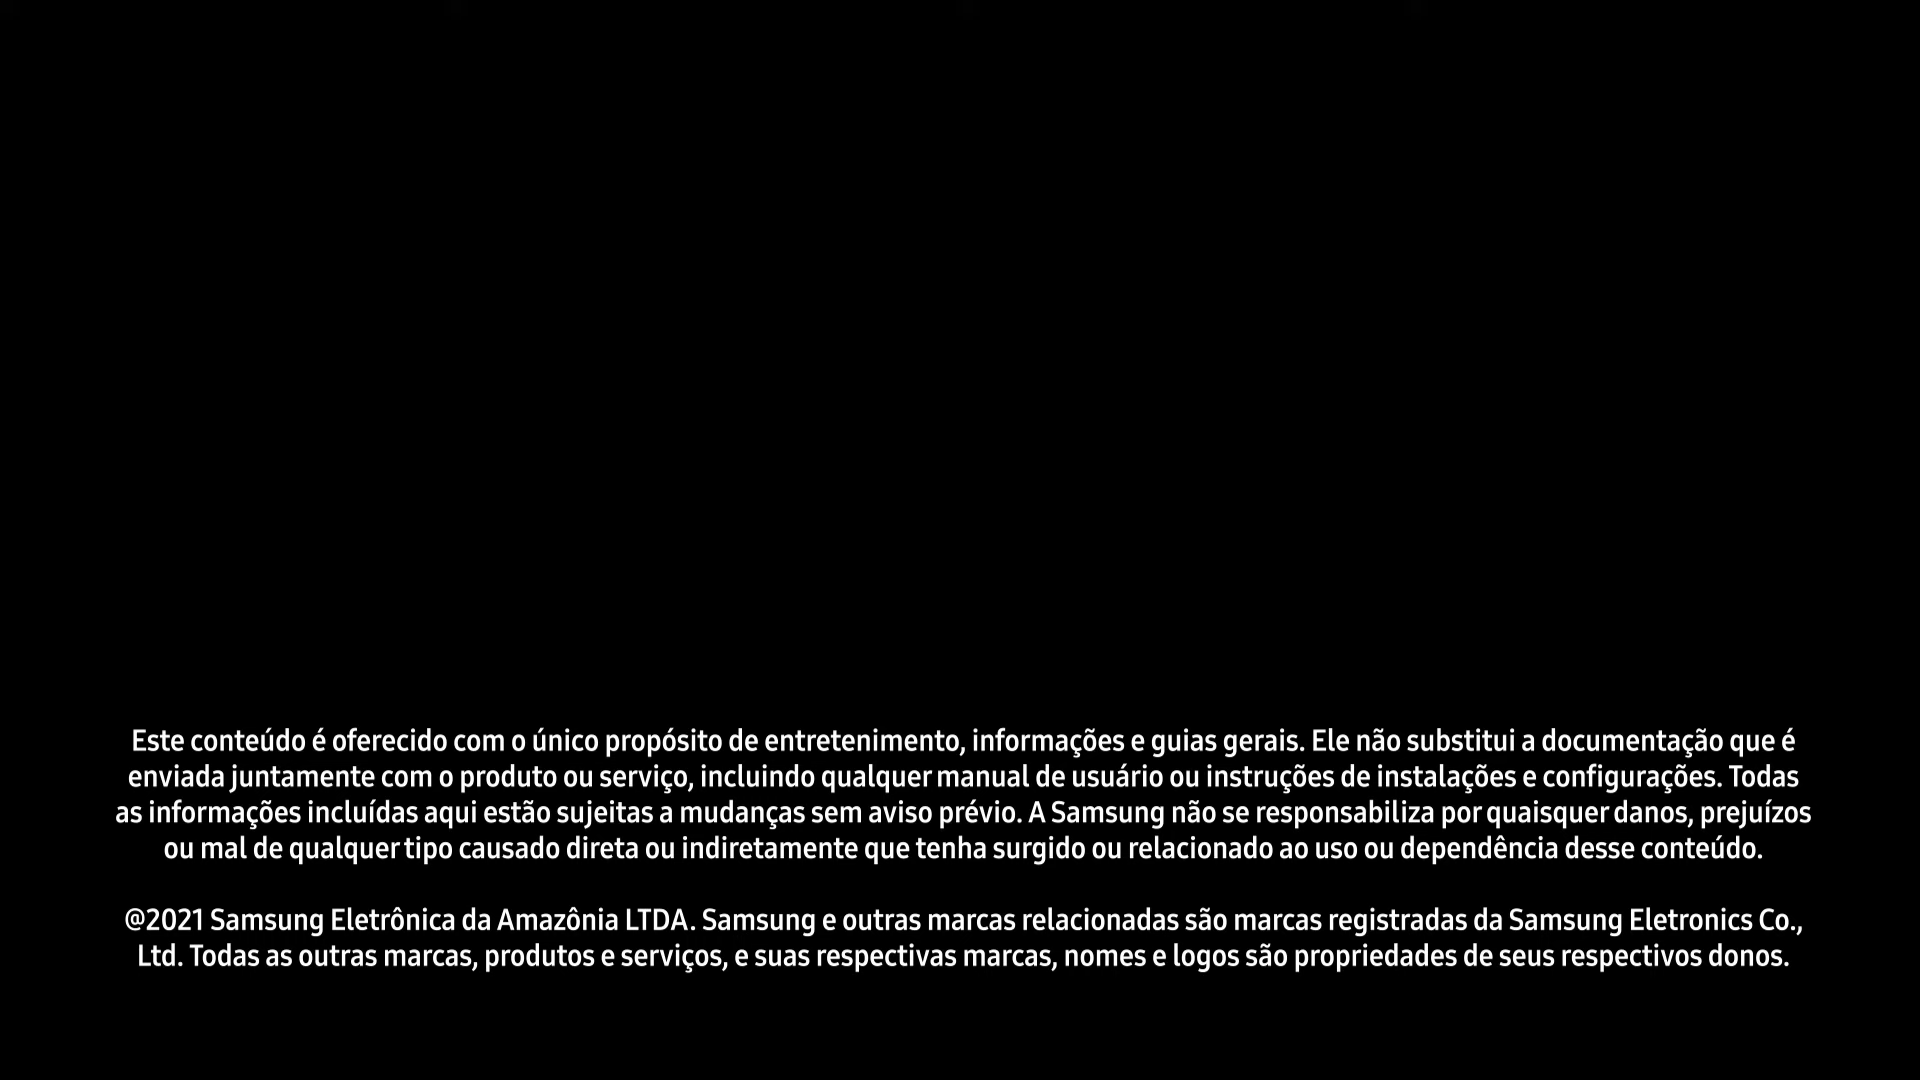 Este conteúdo é oferecido com o único propósito de entretenimento, informações e guias gerais. Ele não substitui a documentação que é
enviada juntamente com o produto ou serviço, incluindo qualquer manual de usuário ou instruções de instalações e configurações. Todas
as informações incluídas aqui estão sujeitas a mudanças sem aviso prévio. A Samsung não se responsabiliza por quaisquer danos, prejuízos
ou mal de qualquer tipo causado direta ou indiretamente que tenha surgido ou relacionado ao uso ou dependência desse conteúdo.
@2021 Samsung Eletrônica da Amazônia LTDA. Samsung e outras marcas relacionadas são marcas registradas da Samsung Eletronics Co.,
Ltd. Todas as outras marcas, produtos e serviços, e suas respectivas marcas, nomes e logos são propriedades de seus respectivos donos.